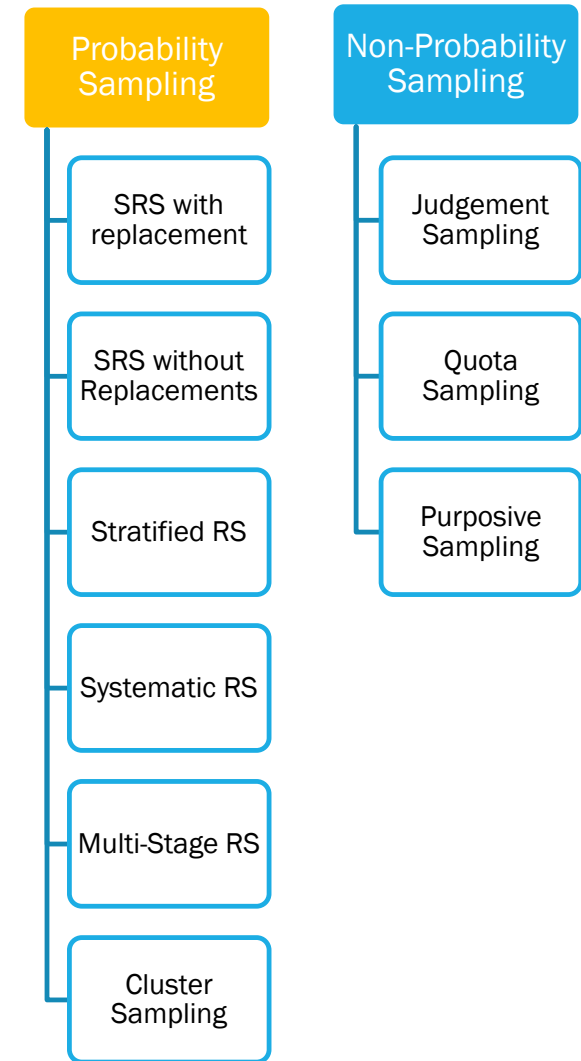 Probability
Sampling
SRS with
replacement
SRS without
Replacements
Stratified RS
Systematic RS
Multi-Stage RS
Cluster
Sampling
Non-Probability
Sampling
Judgement
Sampling
Quota
Sampling
Purposive
Sampling